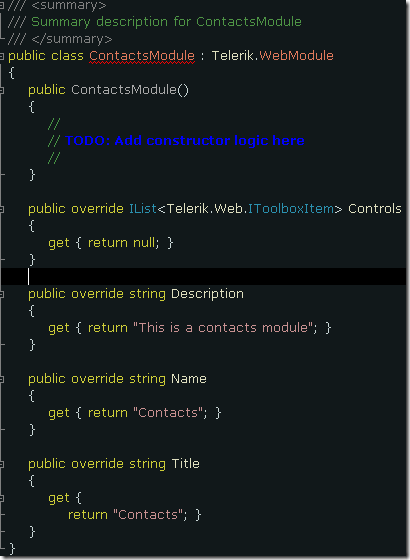 /// <summary>
/// Summary description for ContactsModule
/// </summary>
public class ContactsModule : Telerik.WebModule
{
public ContactsModule()
{
//
// TODO: Add constructor logic here
//
}
public override IList<Telerik.Web.IToolboxItem> Controls
{
get { return null; }
}
public override string Description
{
get { return "This is a contacts module"; }
}
public override string Name
{
get { return "Contacts"; }
}
public override string Title
{
get {
return "Contacts"; }
}
}